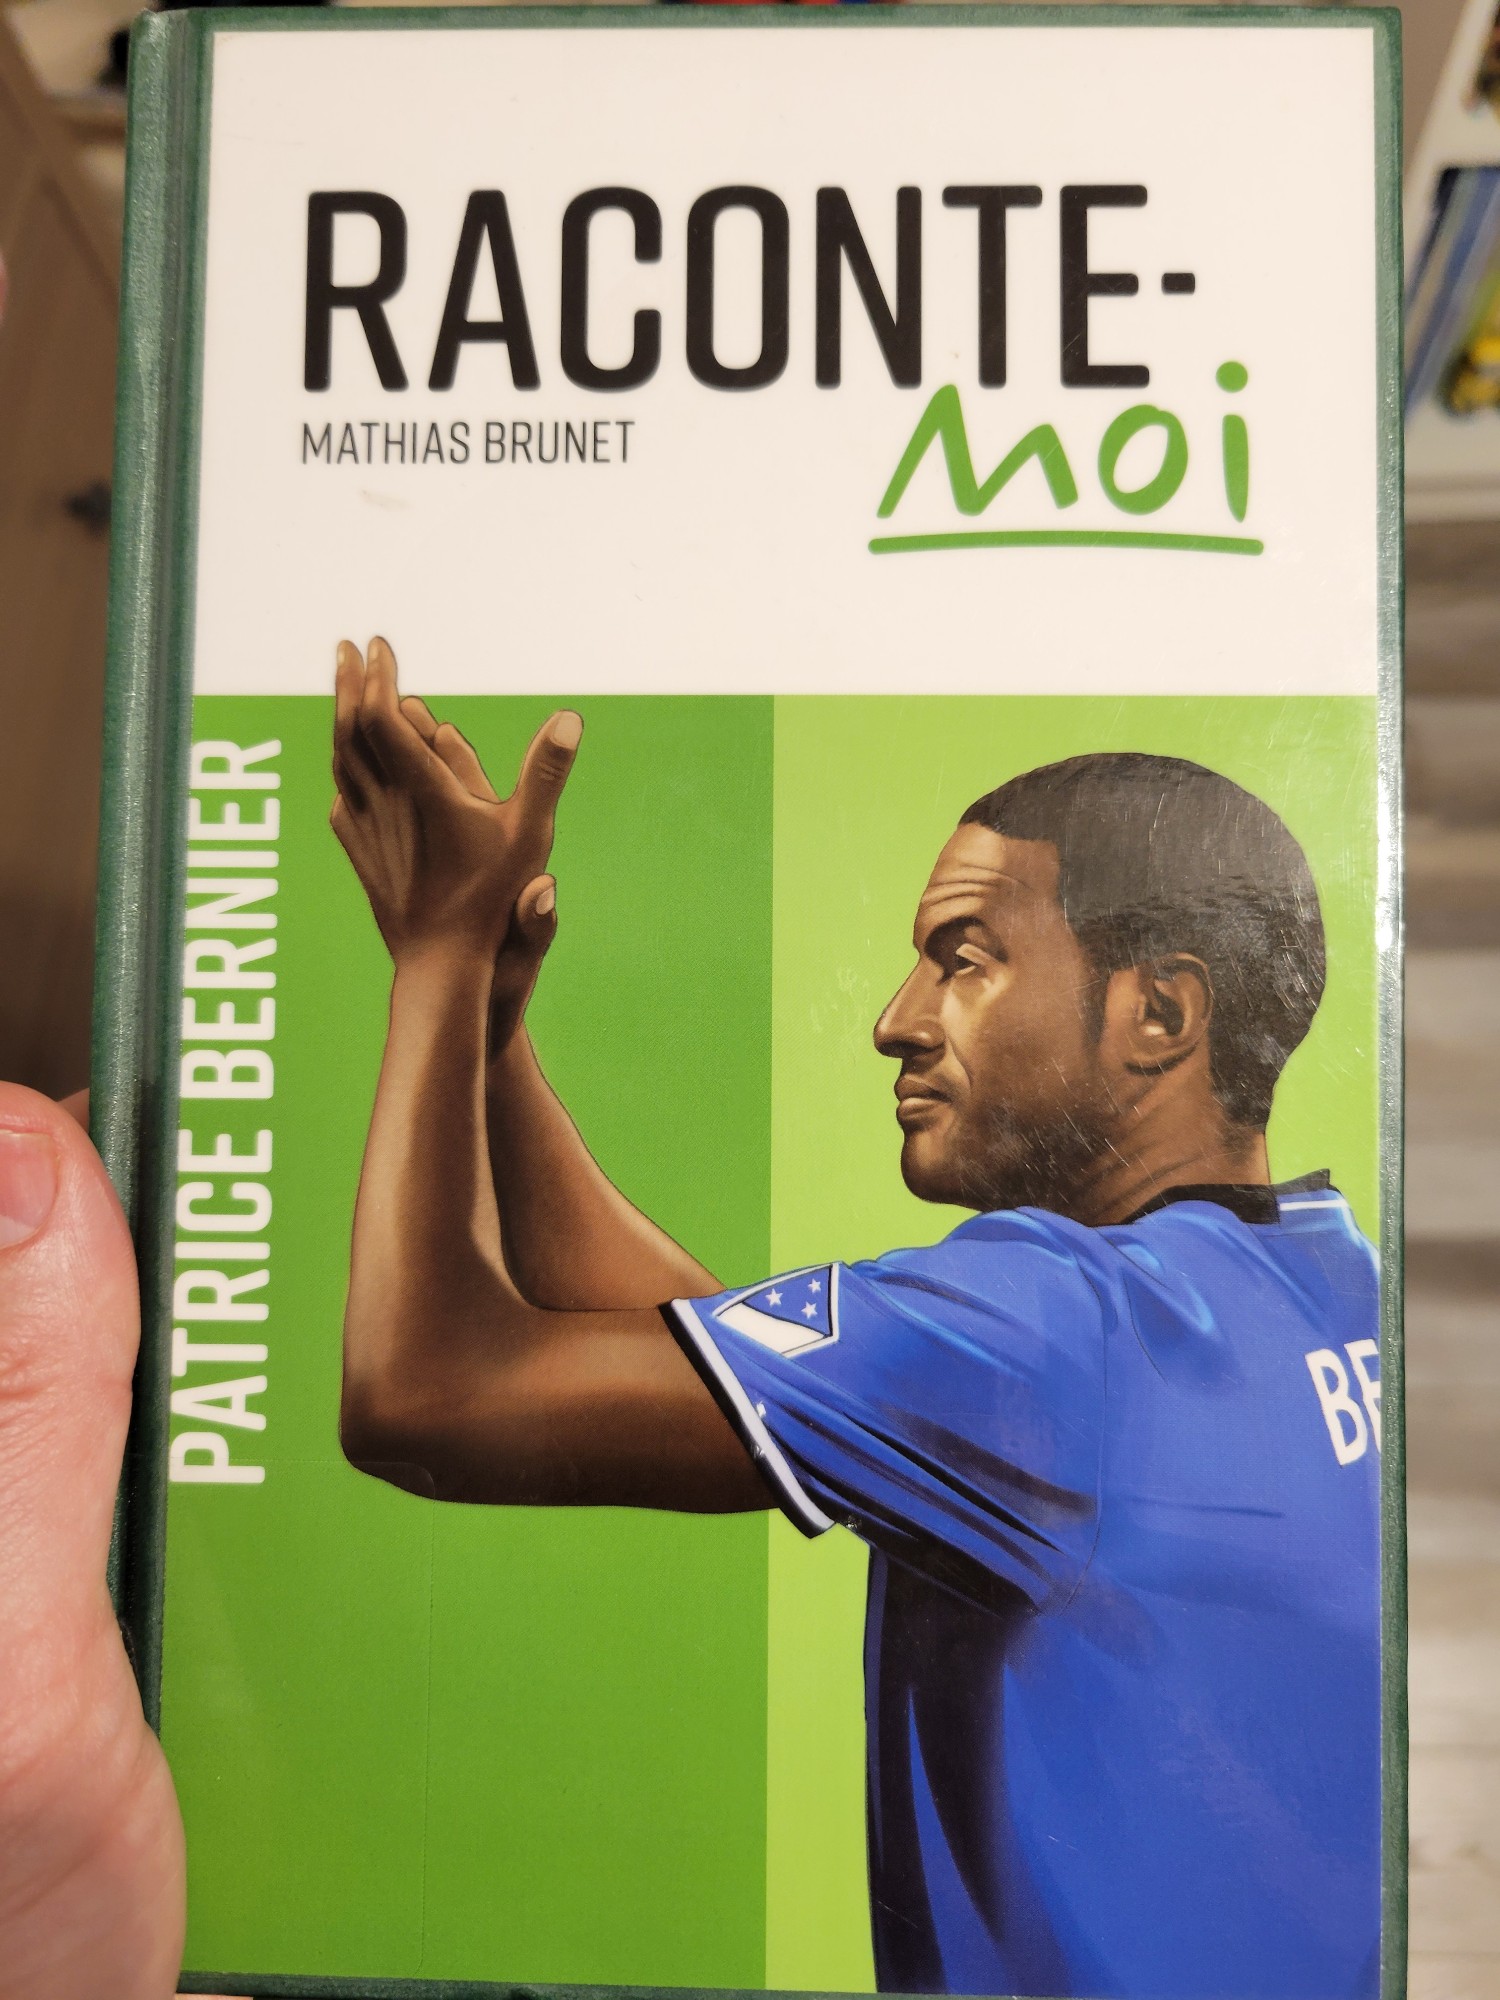 RACONTE-
MOI
MATHIAS BRUNET
PATRICE BERNIER
BE